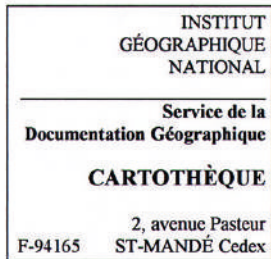 INSTITUT
GÉOGRAPHIQUE
NATIONAL
Service de la
Documentation Géographique
CARTOTHÈQUE
2, avenue Pasteur
F-94165 ST-MANDÉ Cedex